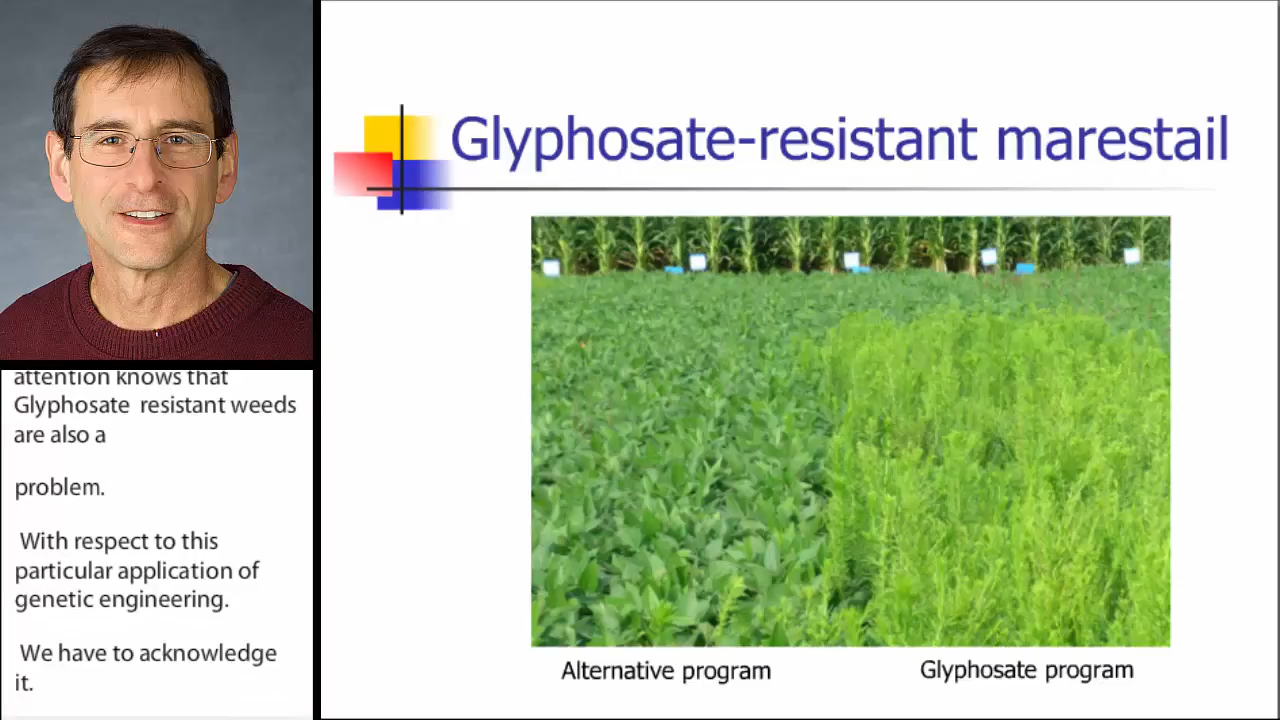 Glyphosate-resistant marestail
Alternative program
Glyphosate program
attention knows that
Glyphosate  resistant weeds
are also a
problem.
With respect to this
particular application of
genetic engineering.
We have to acknowledge
it.